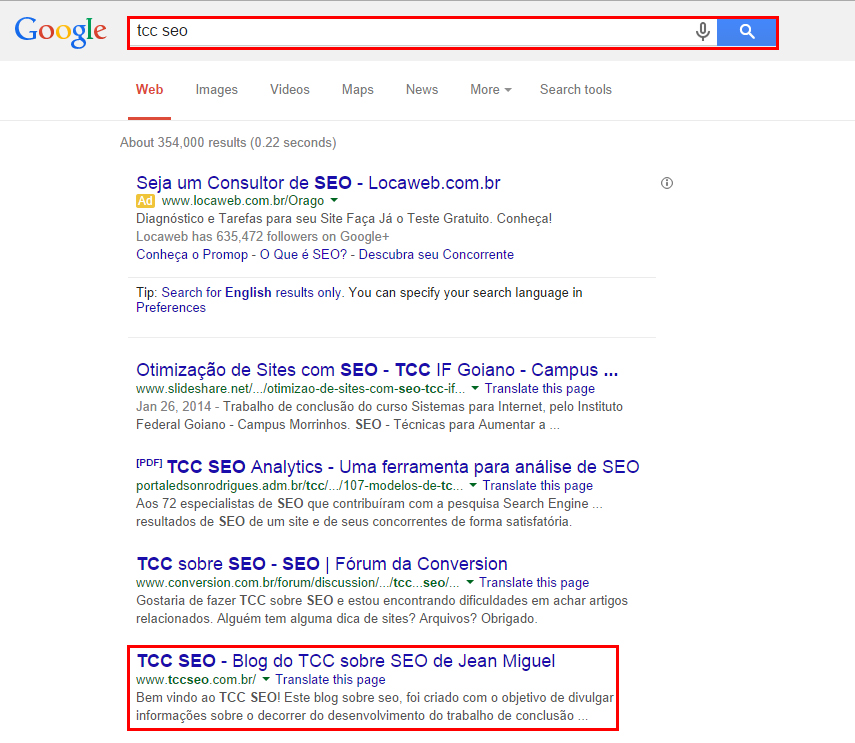 Google
tcc seo
Web Images Videos Maps News More Search tools
About 354,000 results (0.22 seconds)
Seja um Consultor de SEO - Locaweb.com.br
Ad www.locaweb.com.br/Orago
Diagnóstico e Tarefas para seu Site Faça Já o Teste Gratuito. Conheça!
Locaweb has 635,472 followers on Google+
Conheça o Promop - O Que é SEO? - Descubra seu Concorrente
Tip: Search for English results only. You can specify your search language in
Preferences
Otimização de Sites com SEO - TCC IF Goiano - Campus ...
www.slideshare.net/.../otimizao-de-sites-com-seo-tcc-if... Translate this page
Jan 26, 2014 - Trabalho de conclusão do curso Sistemas para Internet, pelo Instituto
Federal Goiano - Campus Morrinhos. SEO - Técnicas para Aumentar a ...
[PDF] TCC SEO Analytics - Uma ferramenta para análise de SEO
portaledsonrodrigues.adm.br/tcc/.../107-modelos-de-tc... Translate this page
Aos 72 especialistas de SEO que contribuíram com a pesquisa Search Engine ...
resultados de SEO de um site e de seus concorrentes de forma satisfatória.
TCC sobre SEO - SEO | Fórum da Conversion
www.conversion.com.br/forum/discussion/.../tcc...seo/... Translate this page
Gostaria de fazer TCC sobre SEO e estou encontrando dificuldades em achar artigos
relacionados. Alguém tem alguma dica de sites? Arquivos? Obrigado.
TCC SEO - Blog do TCC sobre SEO de Jean Miguel
www.tccseo.com.br/ Translate this page
Bem vindo ao TCC SEO! Este blog sobre seo, foi criado com o objetivo de divulgar
informações sobre o decorrer do desenvolvimento do trabalho de conclusão ...